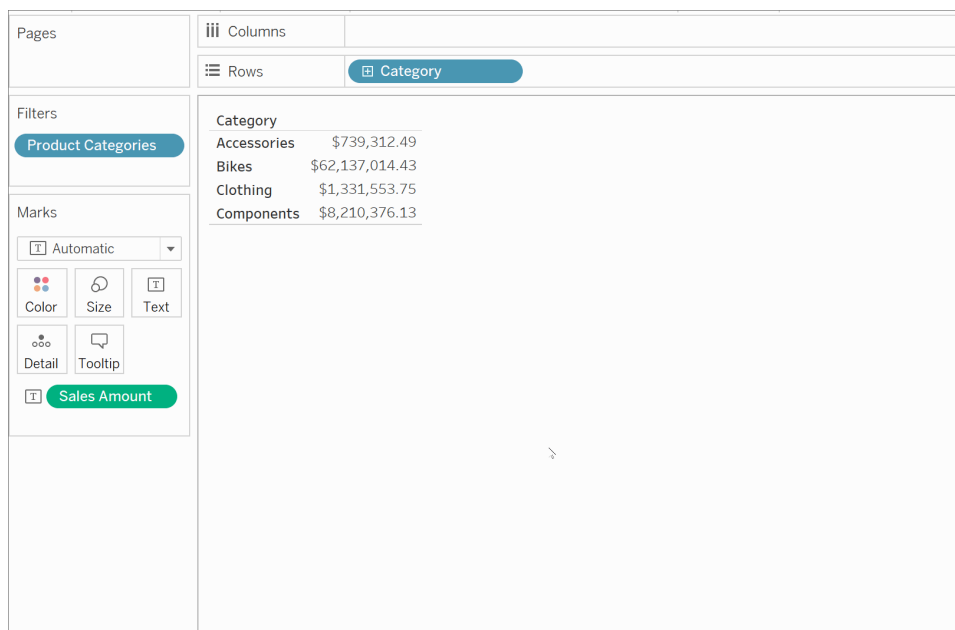 Pages
Columns
Rows
Category
Filters
Product Categories
Marks
T Automatic
Color Size T Text
Detail Tooltip
T Sales Amount
Category
Accessories $739,312.49
Bikes $62,137,014.43
Clothing $1,331,553.75
Components $8,210,376.13